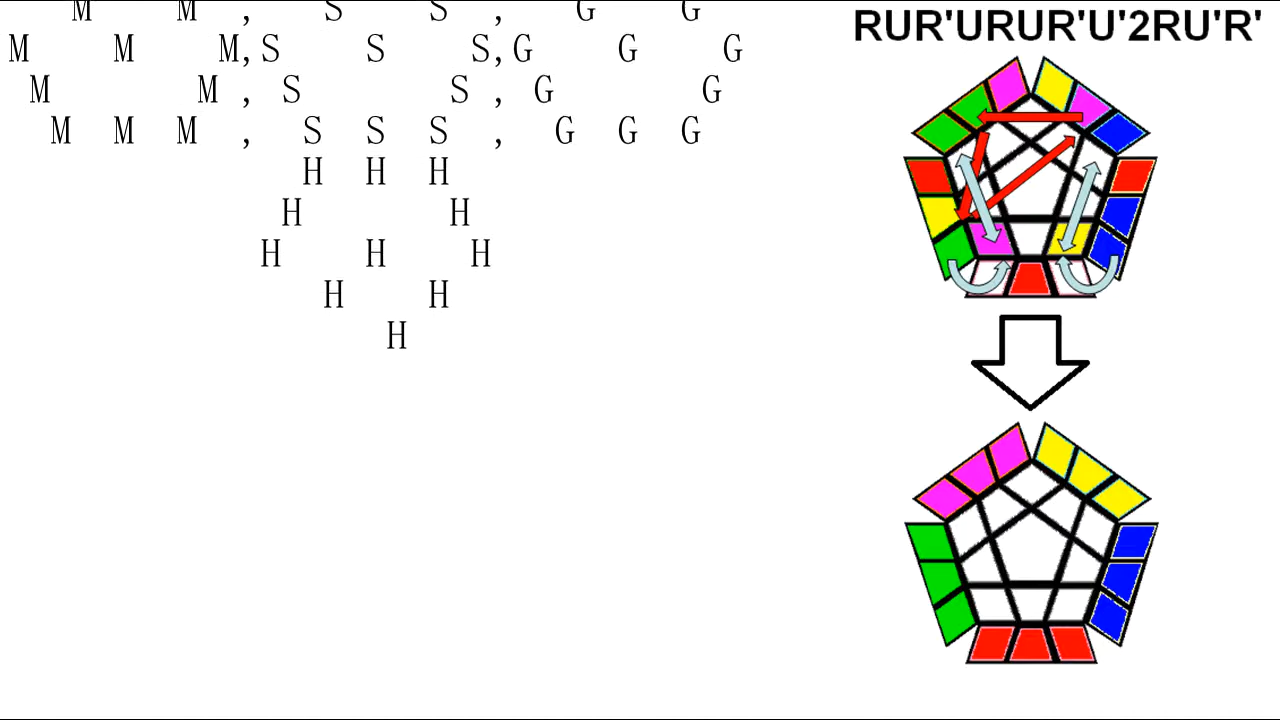 M M , S S , G G
RUR'URUR'U'2RU'R'
M M M,S S S,G G G
M M , S S , G G
M M M , S S S , G G G
H H H
H H
H H H
H H
H